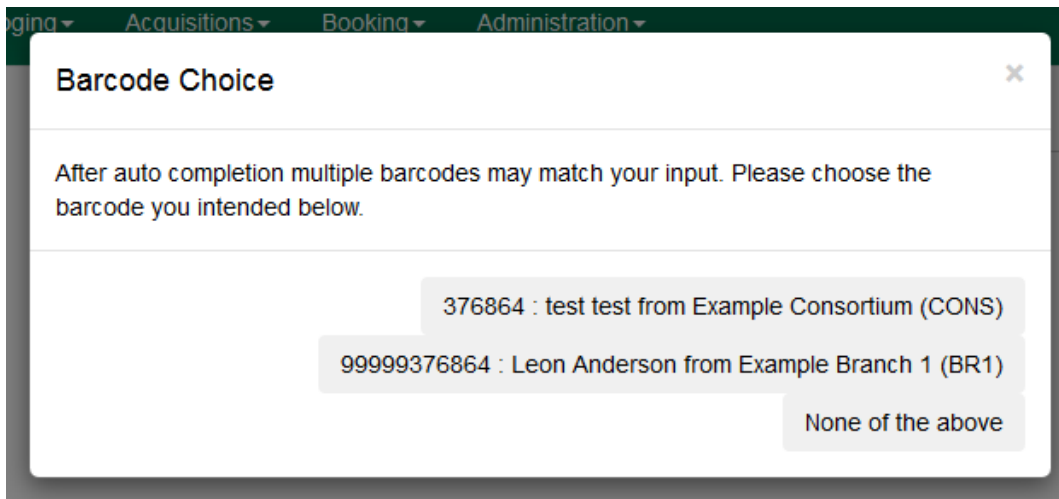 Acquisitions Booking Administration
Barcode Choice ×
After auto completion multiple barcodes may match your input. Please choose the
barcode you intended below.
376864 : test test from Example Consortium (CONS)
99999376864 : Leon Anderson from Example Branch 1 (BR1)
None of the above